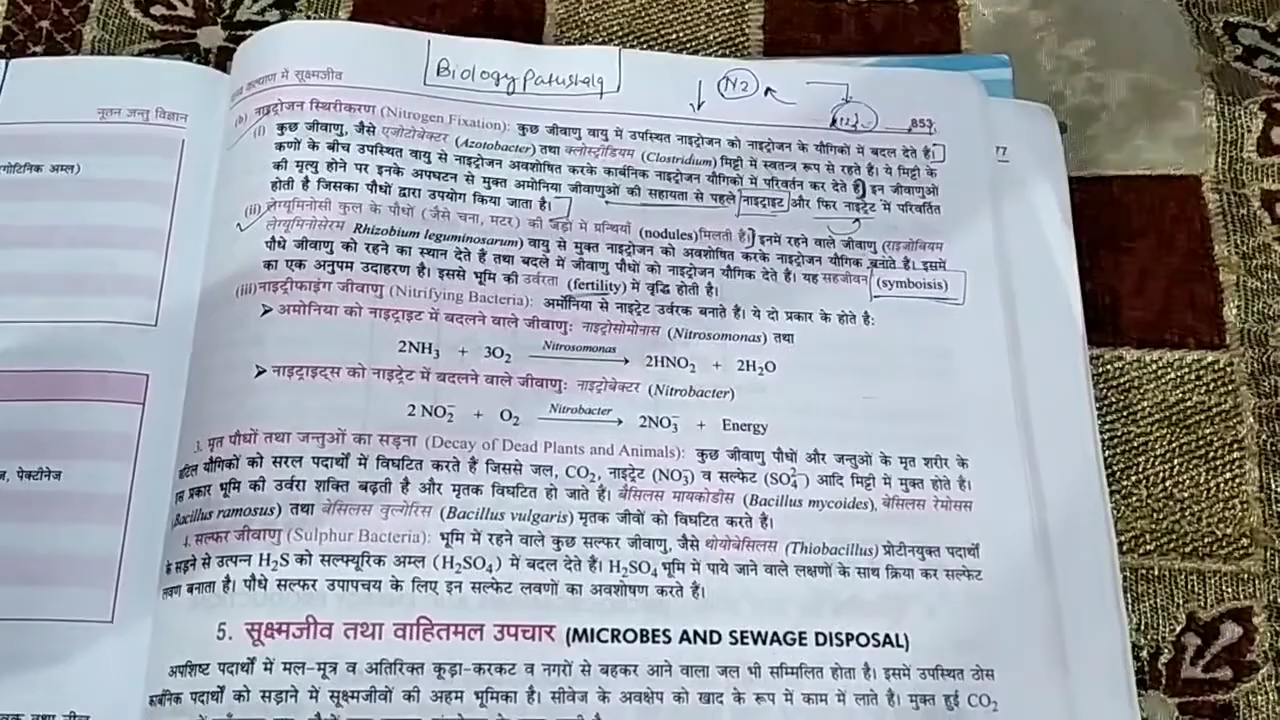 नूतन जन्तु विज्ञान
गोटिनिक अम्ल)
पेक्टीनेज
कल्याण में सूक्ष्मजीव
Biology Patushala
N2
857
77
(b) नाइट्रोजन स्थिरीकरण (Nitrogen Fixation):
(i) कुछ जीवाणु, जैसे एजोटोबेक्टर (Azotobacter) तथा क्लोस्ट्रीडियम (Clostridium) मिट्टी में स्वतन्त्र रूप से रहते हैं। ये मिट्टी के
कुछ जीवाणु वायु में उपस्थित नाइट्रोजन को नाइट्रोजन के यौगिकों में बदल देते हैं।
कणों के बीच उपस्थित वायु से नाइट्रोजन अवशोषित करके कार्बनिक नाइट्रोजन यौगिकों में परिवर्तन कर देते हैं। इन जीवाणुओं
की मृत्यु होने पर इनके अपघटन से मुक्त अमोनिया जीवाणुओं की सहायता से पहले नाइट्राइट और फिर नाइट्रेट में परिवर्तित
होती है जिसका पौधों द्वारा उपयोग किया जाता है।
(ii) लेग्यूमिनोसी कुल के पौधों (जैसे चना, मटर) की जड़ों में ग्रन्थियाँ (nodules) मिलती हैं। इनमें रहने वाले जीवाणु (राइजोबियम
लेग्यूमिनोसेरम Rhizobium leguminosarum) वायु से मुक्त नाइट्रोजन को अवशोषित करके नाइट्रोजन यौगिक बनाते हैं। इसमें
पौधे जीवाणु को रहने का स्थान देते हैं तथा बदले में जीवाणु पौधों को नाइट्रोजन यौगिक देते हैं। यह सहजीवन (symboisis)
का एक अनुपम उदाहरण है। इससे भूमि की उर्वरता (fertility) में वृद्धि होती है।
(iii) नाइट्रीफाइंग जीवाणु (Nitrifying Bacteria): अमोनिया से नाइट्रेट उर्वरक बनाते हैं। ये दो प्रकार के होते है:
➤ अमोनिया को नाइट्राइट में बदलने वाले जीवाणुः नाइट्रोसोमोनास (Nitrosomonas) तथा
2NH₃ + 3O₂ Nitrosomonas → 2HNO₂ + 2H₂O
➤ नाइट्राइट्स को नाइट्रेट में बदलने वाले जीवाणुः नाइट्रोबेक्टर (Nitrobacter)
2 NO₂⁻ + O₂ Nitrobacter → 2NO₃⁻ + Energy
3. मृत पौधों तथा जन्तुओं का सड़ना (Decay of Dead Plants and Animals): कुछ जीवाणु पौधों और जन्तुओं के मृत शरीर के
जटिल यौगिकों को सरल पदार्थों में विघटित करते हैं जिससे जल, CO₂, नाइट्रेट (NO₃⁻) व सल्फेट (SO₄²⁻) आदि मिट्टी में मुक्त होते है।
इस प्रकार भूमि की उर्वरा शक्ति बढ़ती है और मृतक विघटित हो जाते हैं। बैसिलस मायकोडीस (Bacillus mycoides), बेसिलस रेमोसस
(Bacillus ramosus) तथा बेसिलस वुल्गेरिस (Bacillus vulgaris) मृतक जीवों को विघटित करते हैं।
4. सल्फर जीवाणु (Sulphur Bacteria): भूमि में रहने वाले कुछ सल्फर जीवाणु, जैसे थीयोबेसिलस (Thiobacillus) प्रोटीनयुक्त पदार्थों
के सड़ने से उत्पन्न H₂S को सल्फ्यूरिक अम्ल (H₂SO₄) में बदल देते हैं। H₂SO₄ भूमि में पाये जाने वाले लक्षणों के साथ क्रिया कर सल्फेट
लवण बनाता है। पौधे सल्फर उपापचय के लिए इन सल्फेट लवणों का अवशोषण करते हैं।
5. सूक्ष्मजीव तथा वाहितमल उपचार (MICROBES AND SEWAGE DISPOSAL)
अपशिष्ट पदार्थों में मल-मूत्र व अतिरिक्त कूड़ा-करकट व नगरों से बहकर आने वाला जल भी सम्मिलित होता है। इसमें उपस्थित ठोस
कार्बनिक पदार्थों को सड़ाने में सूक्ष्मजीवों की अहम भूमिका है। सीवेज के अवक्षेप को खाद के रूप में काम में लाते हैं। मुक्त हुई CO₂